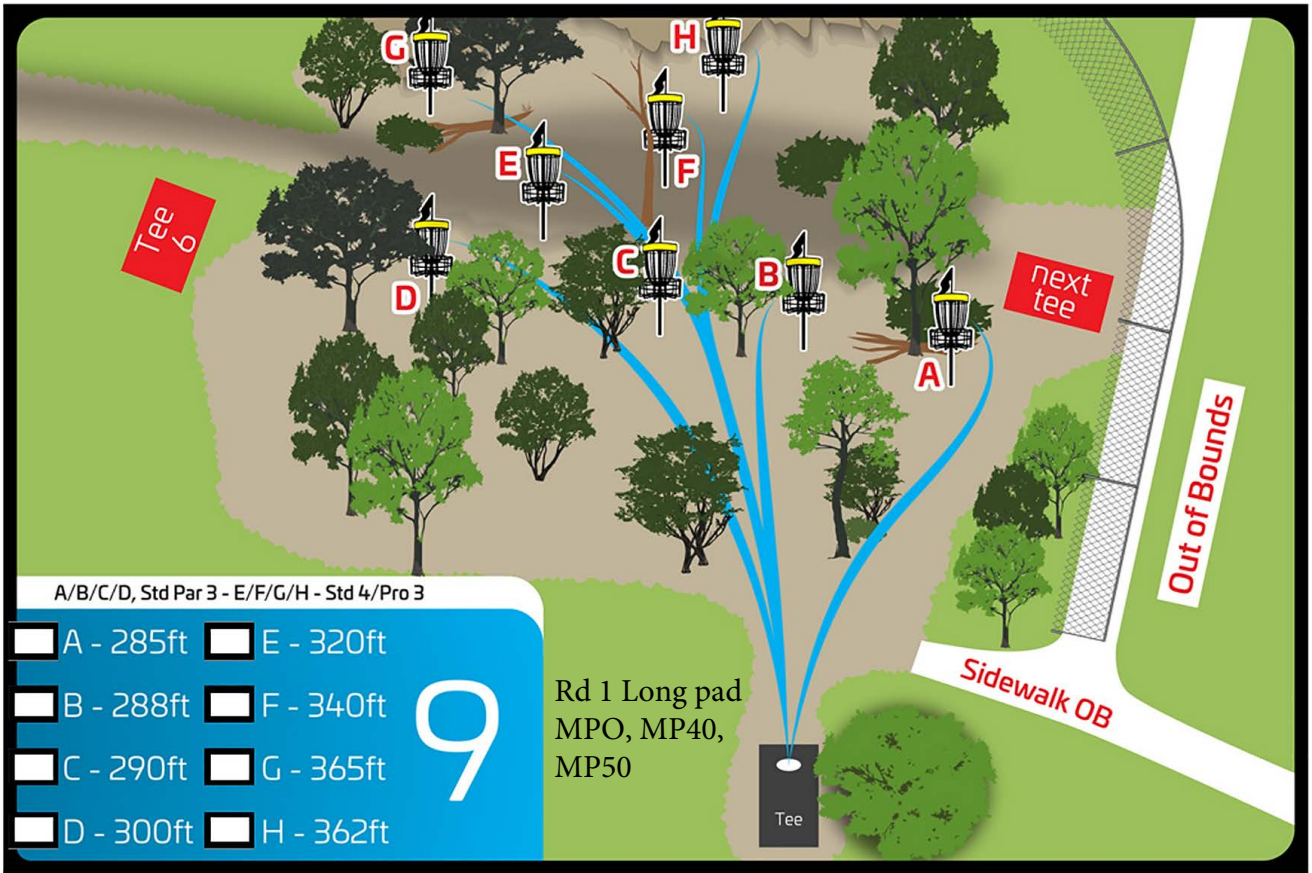 G
H
E
F
Tee
6
D
C
B
A
next
tee
Out of Bounds
Sidewalk OB
A/B/C/D, Std Par 3 - E/F/G/H - Std 4/Pro 3
A - 285ft
E - 320ft
B - 288ft
F - 340ft
C - 290ft
G - 365ft
D - 300ft
H - 362ft
9
Rd 1 Long pad
MPO, MP40,
MP50
Tee